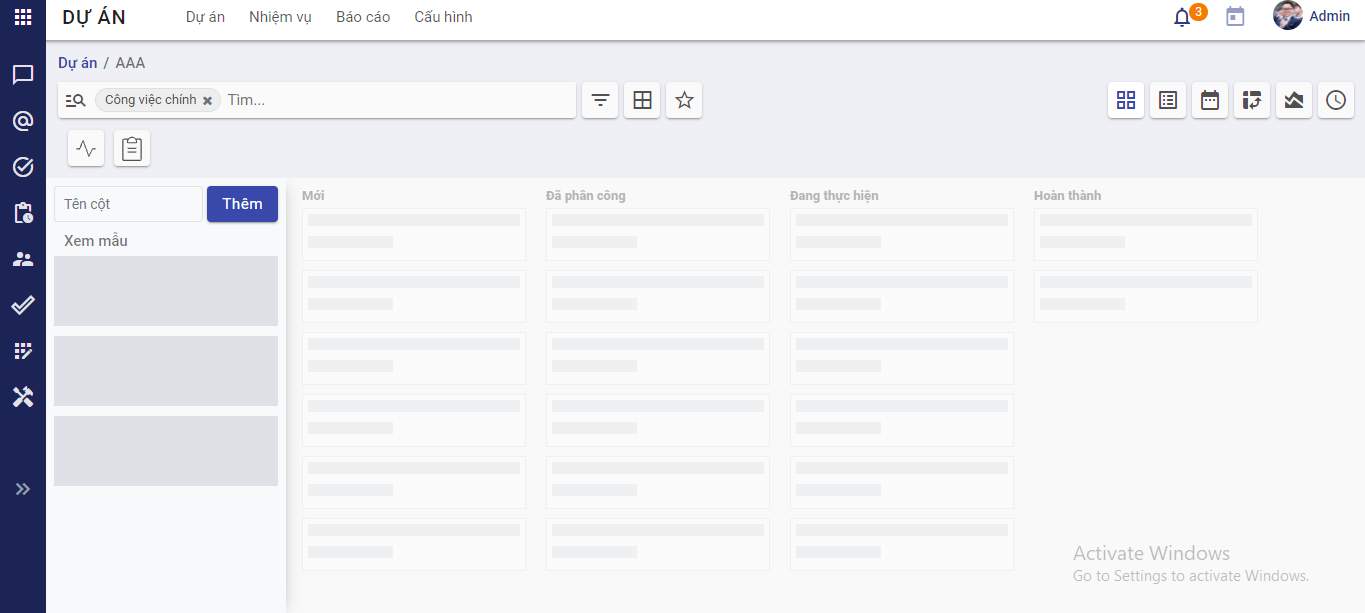 DỰ ÁN Dự án Nhiệm vụ Báo cáo Cấu hình 3 Admin
Dự án / AAA
Công việc chính Tìm...
Tên cột Thêm
Xem mẫu
Mới Đã phân công Đang thực hiện Hoàn thành
Activate Windows
Go to Settings to activate Windows.